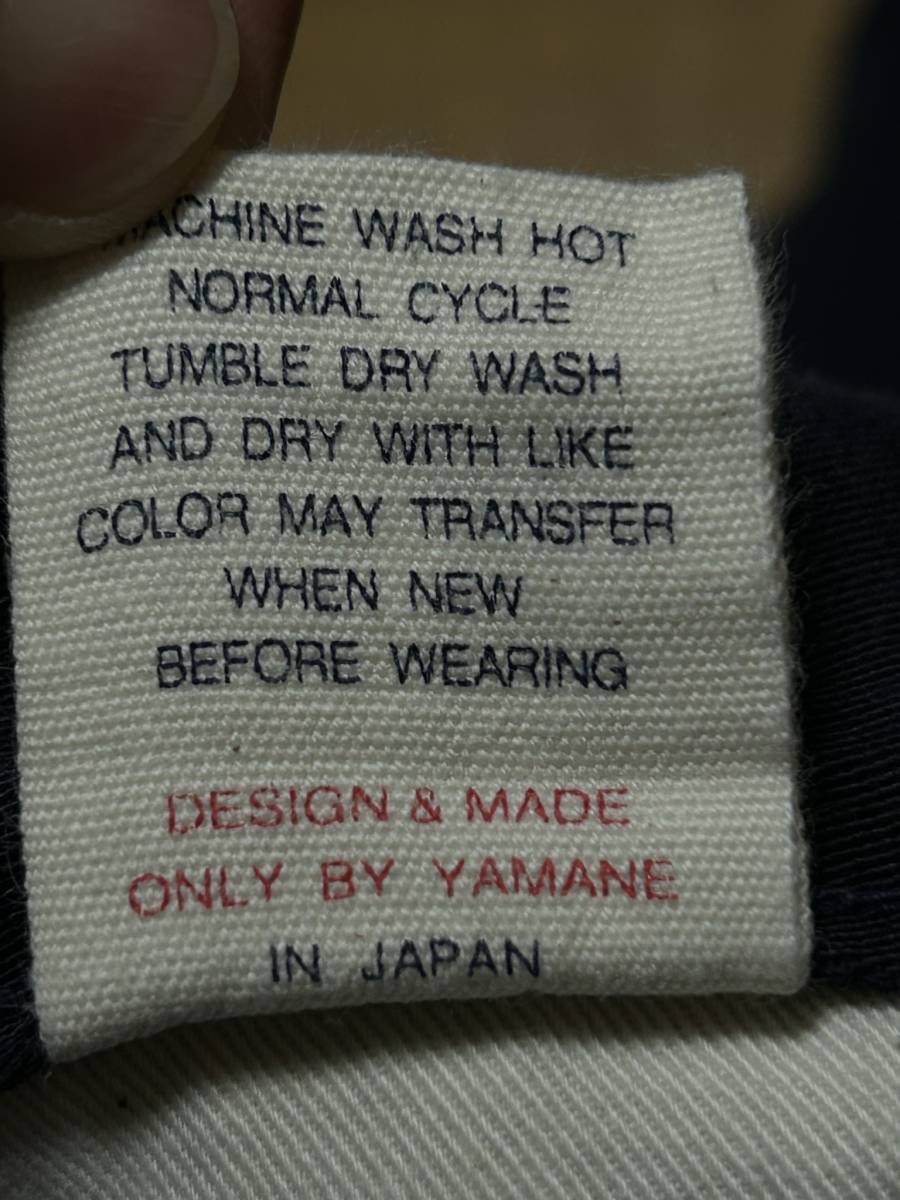 MACHINE WASH HOT
NORMAL CYCLE
TUMBLE DRY WASH
AND DRY WITH LIKE
COLOR MAY TRANSFER
WHEN NEW
BEFORE WEARING
DESIGN & MADE
ONLY BY YAMANE
IN JAPAN